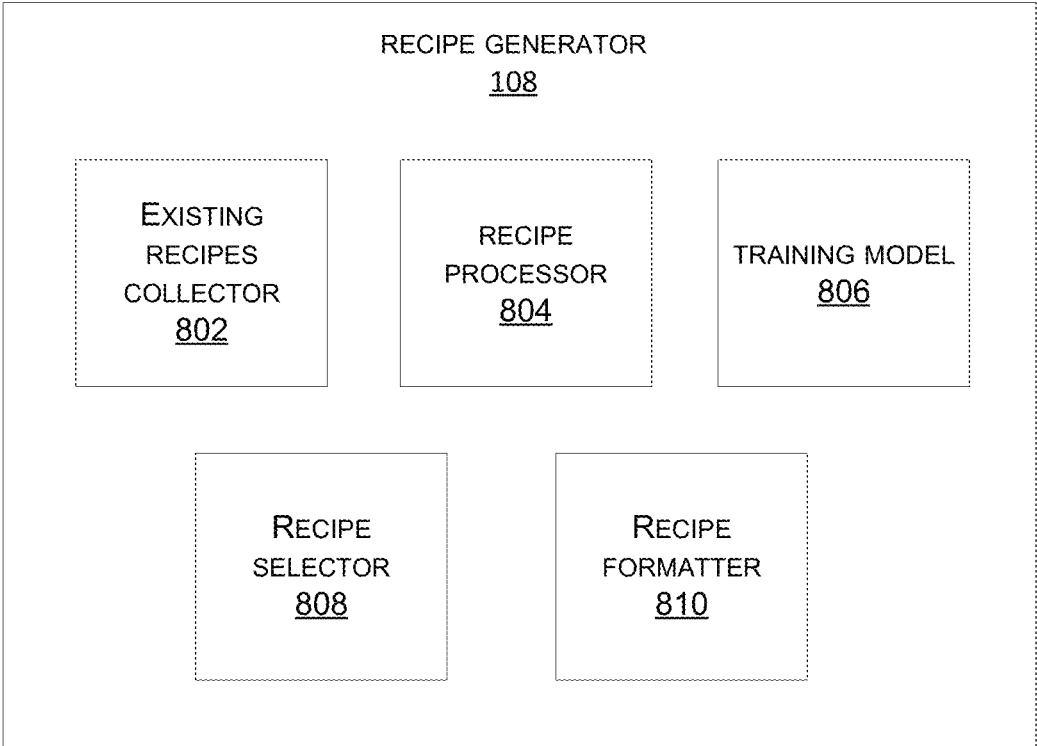 RECIPE GENERATOR
108
EXISTING
RECIPES
COLLECTOR
802
RECIPE
PROCESSOR
804
TRAINING MODEL
806
RECIPE
SELECTOR
808
RECIPE
FORMATTER
810